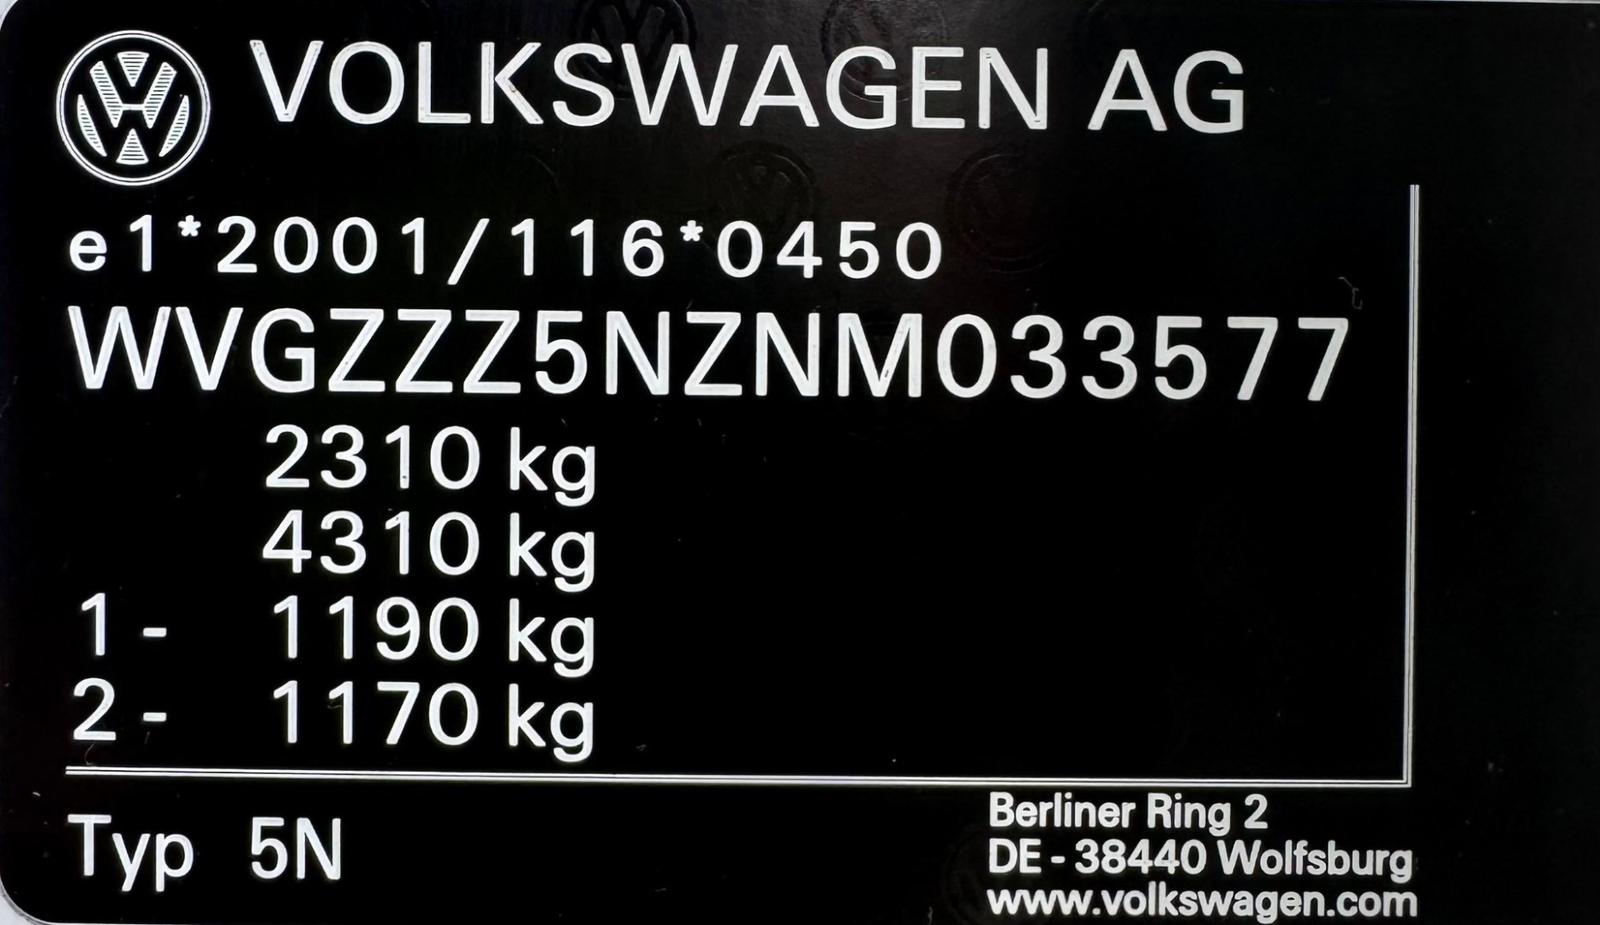 VOLKSWAGEN AG
e1*2001/116*0450
WVGZZZ5NZNM033577
2310 kg
4310 kg
1 - 1190 kg
2 - 1170 kg
Typ 5N
Berliner Ring 2
DE - 38440 Wolfsburg
www.volkswagen.com